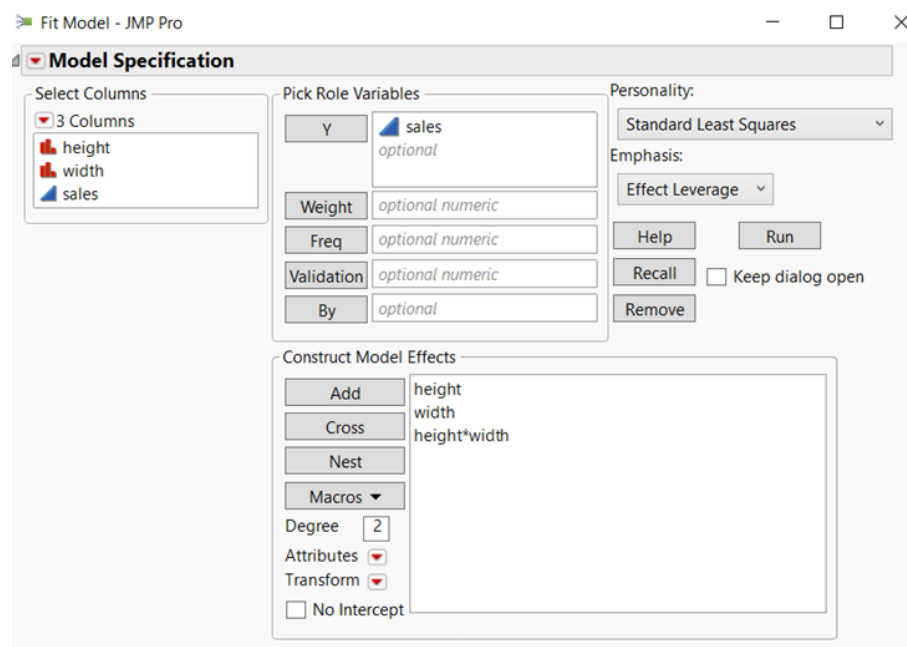 Fit Model - JMP Pro
Model Specification
Select Columns
3 Columns
height
width
sales
Pick Role Variables
Y
sales
optional
Weight
optional numeric
Freq
optional numeric
Validation
optional numeric
By
optional
Personality:
Standard Least Squares
Emphasis:
Effect Leverage
Help
Run
Recall
Keep dialog open
Remove
Construct Model Effects
Add
Cross
Nest
Macros
Degree 2
Attributes
Transform
No Intercept
height
width
height*width